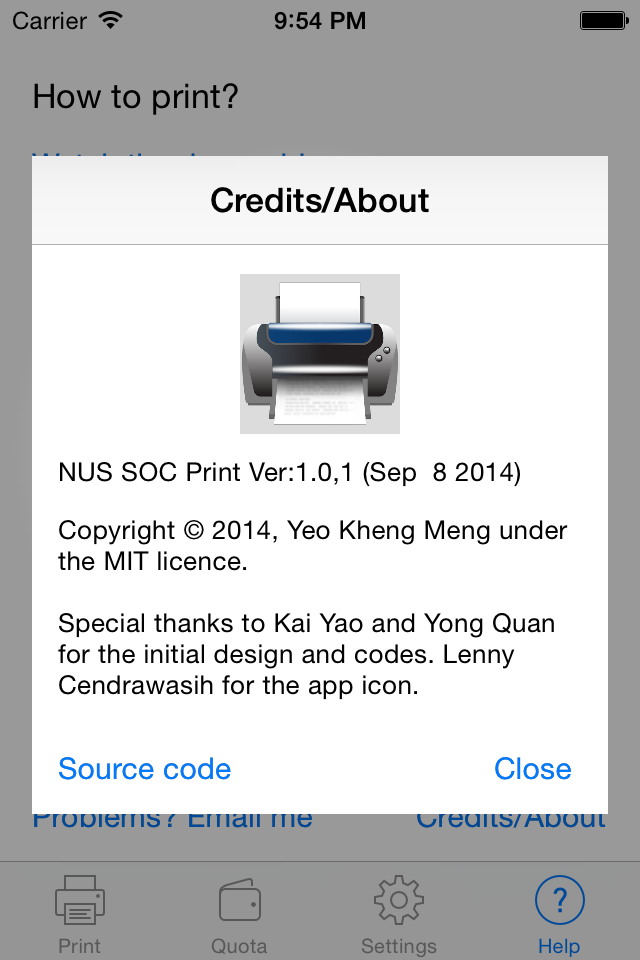 Carrier 9:54 PM
How to print?
Credits/About
NUS SOC Print Ver:1.0,1 (Sep  8 2014)
Copyright © 2014, Yeo Kheng Meng under
the MIT licence.
Special thanks to Kai Yao and Yong Quan
for the initial design and codes. Lenny
Cendrawasih for the app icon.
Source code Close
Problems? Email me Credits/About
Print Quota Settings Help